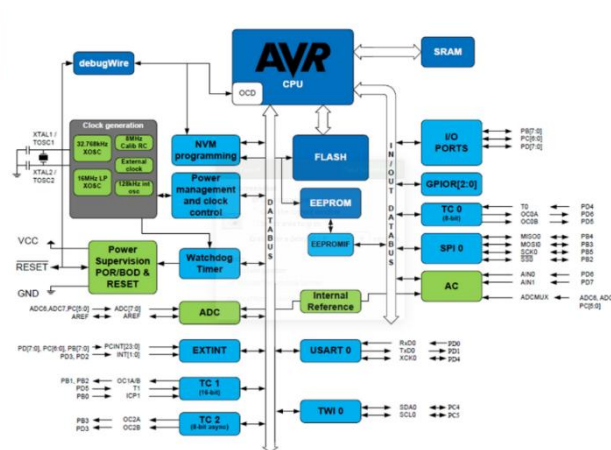 AVR
CPU
OCD
SRAM
debugWire
Clock generation
XTAL1 /
TOSC1
XTAL2 /
TOSC2
32.768kHz
XOSC
8MHz
Calib RC
External
clock
16MHz LP
XOSC
128kHz int
osc
NVM
programming
FLASH
EEPROM
EEPROMIF
Power
management
and clock
control
DATABUS
IN/OUT DATABUS
I/O
PORTS
PB[7:0]
PC[6:0]
PD[7:0]
GPIOR[2:0]
TC 0
(8-bit)
T0
OC0A
OC0B
PD4
PD6
PD5
SPI 0
MISO0
MOSI0
SCK0
SS0
PB4
PB3
PB5
PB2
AC
AIN0
AIN1
ADCMUX
PD6
PD7
ADC6, ADC
PC[5:0]
VCC
RESET
GND
Power
Supervision
POR/BOD &
RESET
Watchdog
Timer
Internal
Reference
ADC6,ADC7,PC[5:0]
AREF
ADC[7:0]
AREF
ADC
PD[7:0], PC[6:0], PB[7:0]
PD3, PD2
PCINT[23:0]
INT[1:0]
EXTINT
USART 0
RxD0
TxD0
XCK0
PD0
PD1
PD4
PB1, PB2
PD5
PB0
OC1A/B
T1
ICP1
TC 1
(16-bit)
PB3
PD3
OC2A
OC2B
TC 2
(8-bit async)
TWI 0
SDA0
SCL0
PC4
PC5